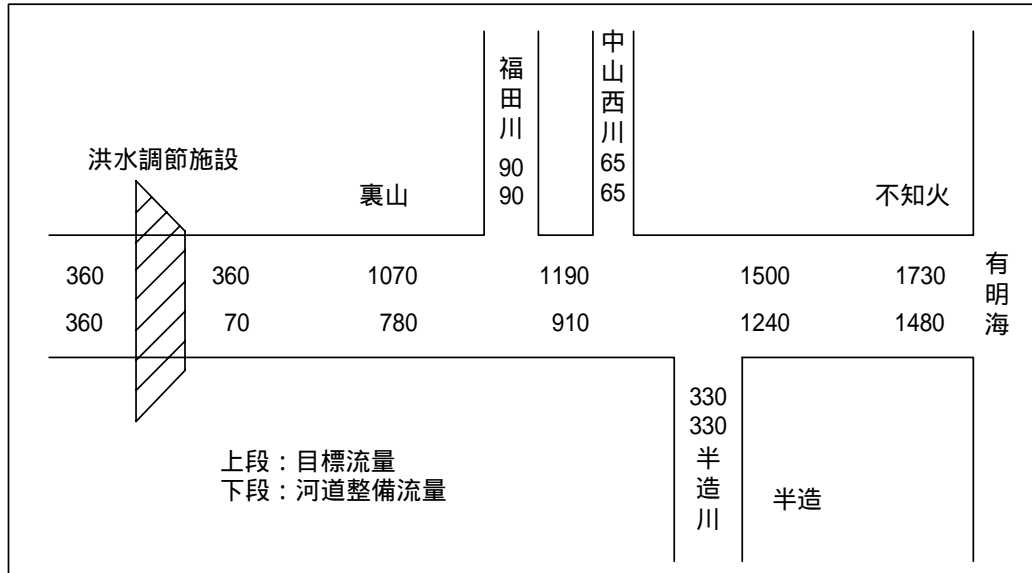 福田川
90
90
中山西川
65
65
洪水調節施設
裏山
不知火
360
360
1070
1190
1500
1730
360
70
780
910
1240
1480
有明海
330
330
半造川
半造
上段：目標流量
下段：河道整備流量